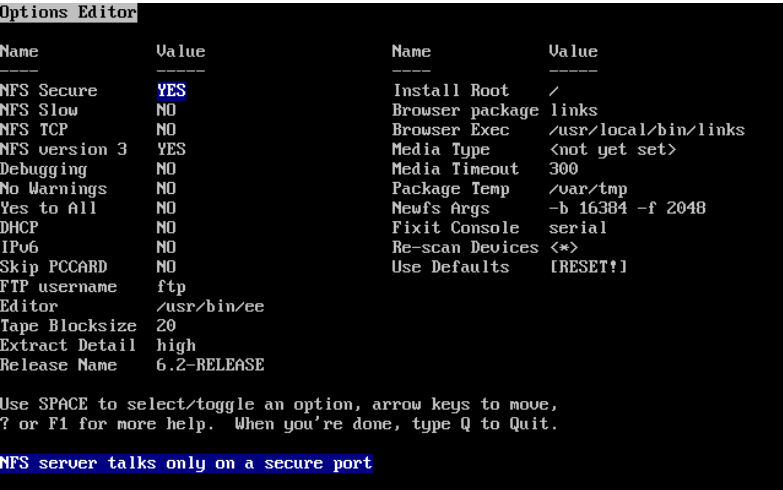 Options Editor
Name Value Name Value
---- ----- ---- -----
NFS Secure YES Install Root /
NFS Slow NO Browser package links
NFS TCP NO Browser Exec /usr/local/bin/links
NFS version 3 YES Media Type <not yet set>
Debugging NO Media Timeout 300
No Warnings NO Package Temp /var/tmp
Yes to All NO Newfs Args -b 16384 -f 2048
DHCP NO Fixit Console serial
IPv6 NO Re-scan Devices <*>
Skip PCCARD NO Use Defaults [RESET!]
FTP username ftp
Editor /usr/bin/ee
Tape Blocksize 20
Extract Detail high
Release Name 6.2-RELEASE
Use SPACE to select/toggle an option, arrow keys to move,
? or F1 for more help. When you're done, type Q to Quit.
NFS server talks only on a secure port